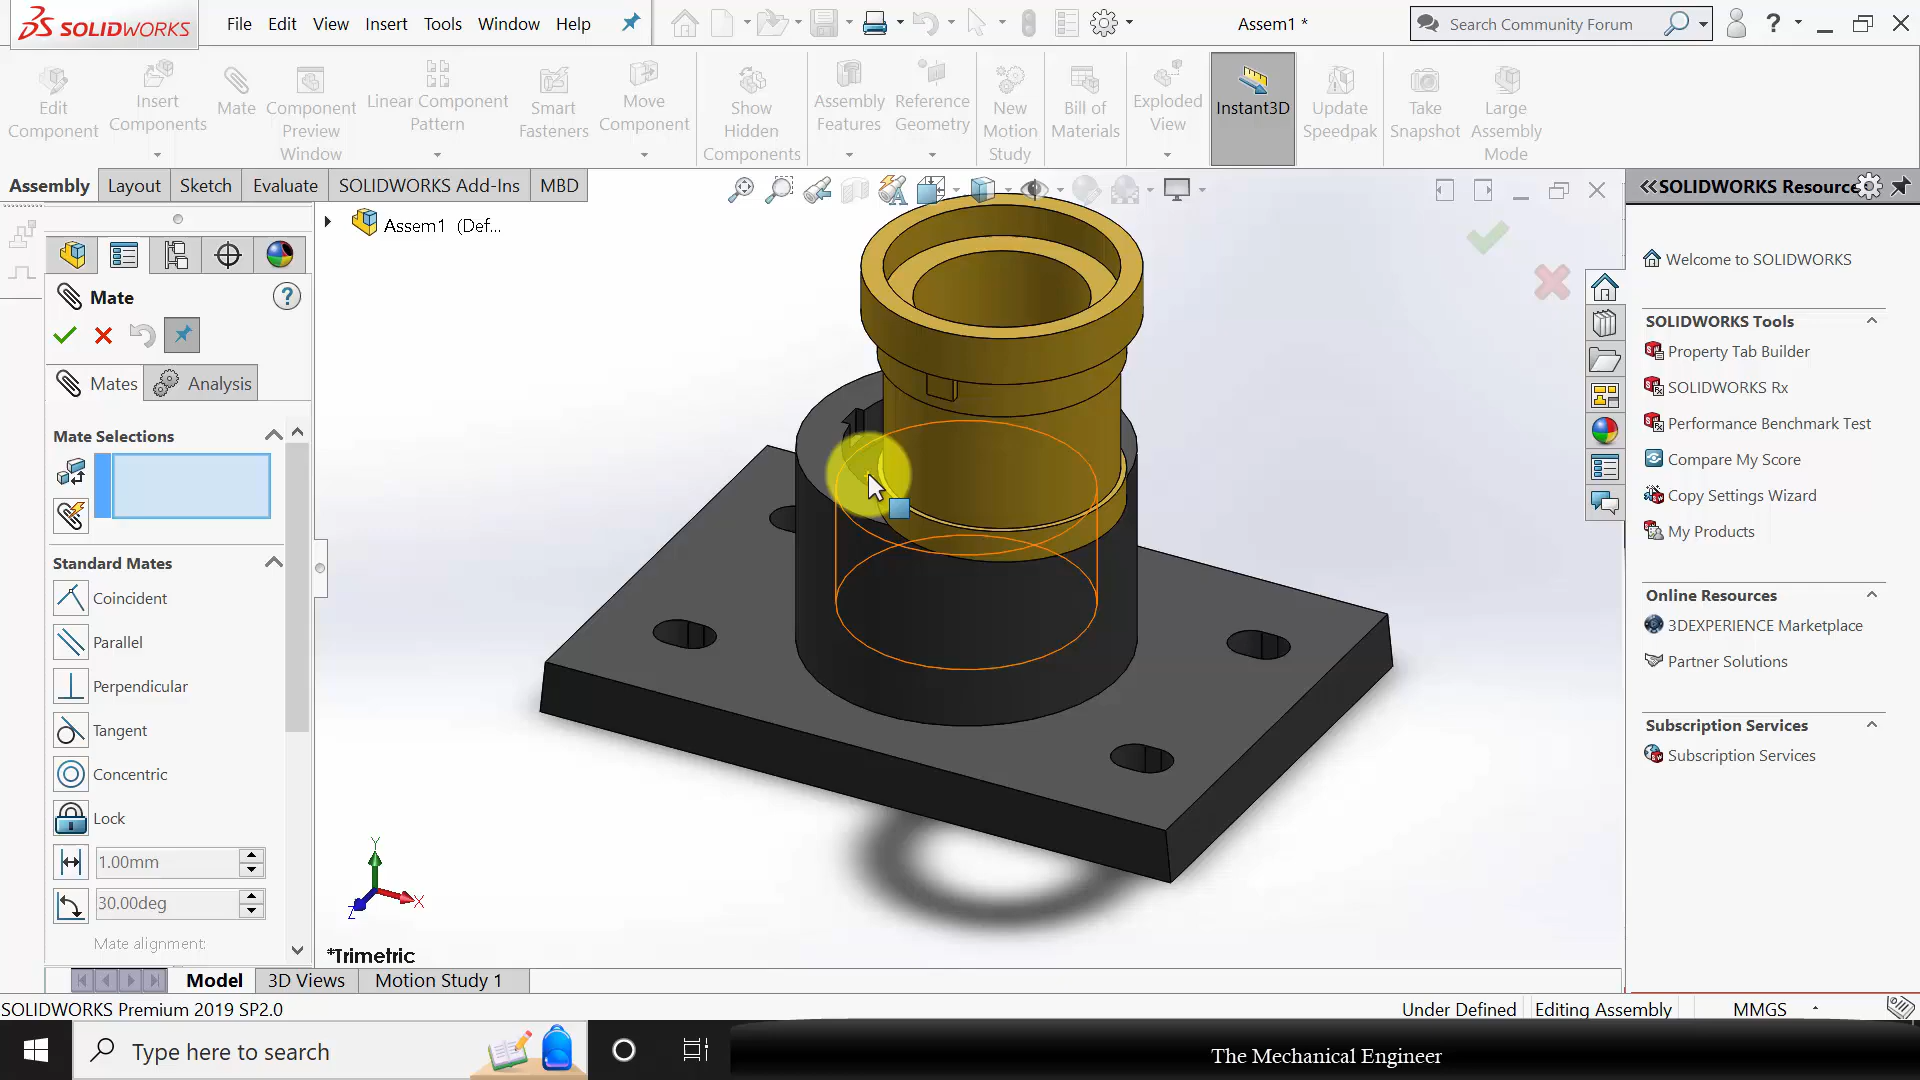 SOLIDWORKS
File Edit View Insert Tools Window Help
Assem1 *
Search Community Forum
Edit Component
Insert Components
Mate
Component Preview Window
Linear Component Pattern
Smart Fasteners
Move Component
Show Hidden Components
Assembly Features
Reference Geometry
New Motion Study
Bill of Materials
Exploded View
Instant3D
Update Speedpak
Take Snapshot
Large Assembly Mode
Assembly Layout Sketch Evaluate SOLIDWORKS Add-Ins MBD
Assem1 (Def...
Mate
Mates Analysis
Mate Selections
Standard Mates
Coincident
Parallel
Perpendicular
Tangent
Concentric
Lock
1.00mm
30.00deg
Mate alignment:
Y
X
Z
*Trimetric
SOLIDWORKS Resource
Welcome to SOLIDWORKS
SOLIDWORKS Tools
Property Tab Builder
SOLIDWORKS Rx
Performance Benchmark Test
Compare My Score
Copy Settings Wizard
My Products
Online Resources
3DEXPERIENCE Marketplace
Partner Solutions
Subscription Services
Subscription Services
Model 3D Views Motion Study 1
SOLIDWORKS Premium 2019 SP2.0
Under Defined Editing Assembly MMGS
Type here to search
The Mechanical Engineer